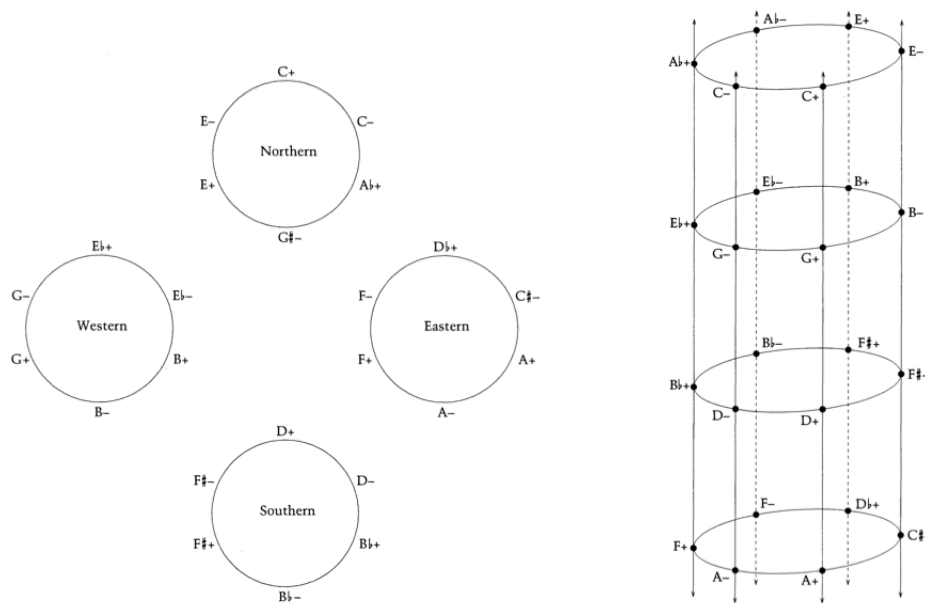 C+
E– C–
Northern
E+ A♭+
G♯–
E♭+
G– E♭–
Western
G+ B+
B–
D♭+
F– C♯–
Eastern
F+ A+
A–
D+
F♯– D–
Southern
F♯+ B♭+
B♭–
A♭– E+
E–
A♭+
C– C+
E♭– B+
B–
E♭+
G– G+
B♭– F♯+
F♯–
B♭+
D– D+
F– D♭+
C♯
F+
A– A+